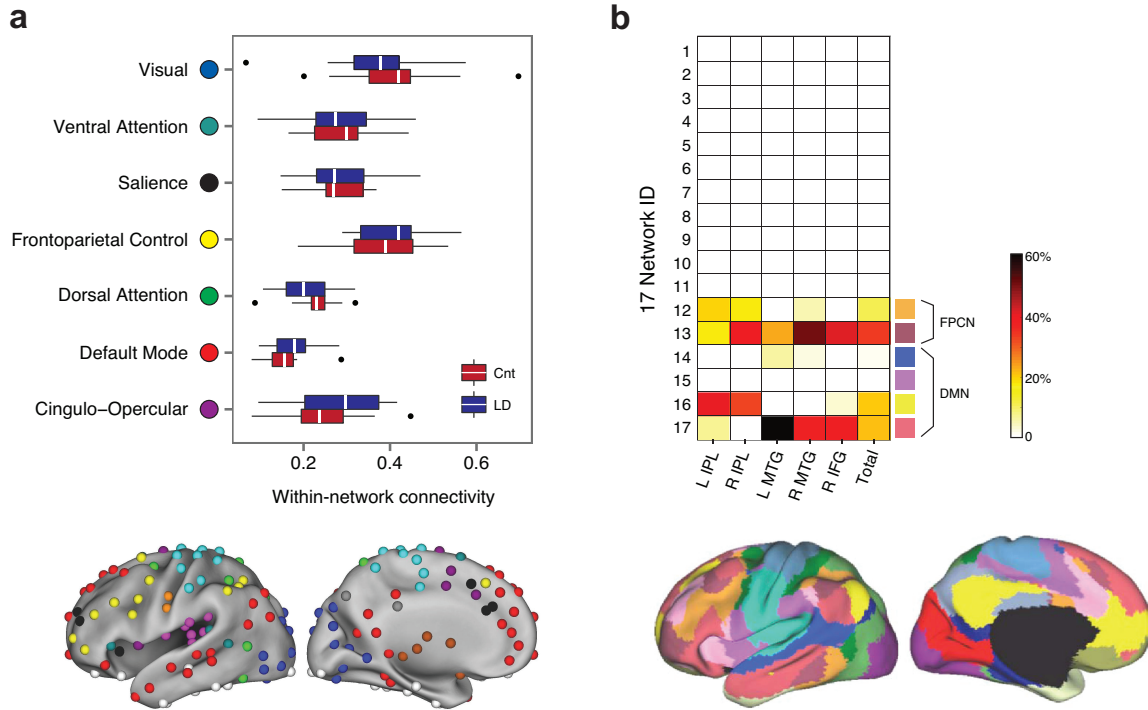 a
Visual
Ventral Attention
Salience
Frontoparietal Control
Dorsal Attention
Default Mode
Cingulo–Opercular
Cnt
LD
0.2 0.4 0.6
Within-network connectivity
b
17 Network ID
1
2
3
4
5
6
7
8
9
10
11
12
13
14
15
16
17
L IPL
R IPL
L MTG
R MTG
R IFG
Total
FPCN
DMN
60%
40%
20%
0